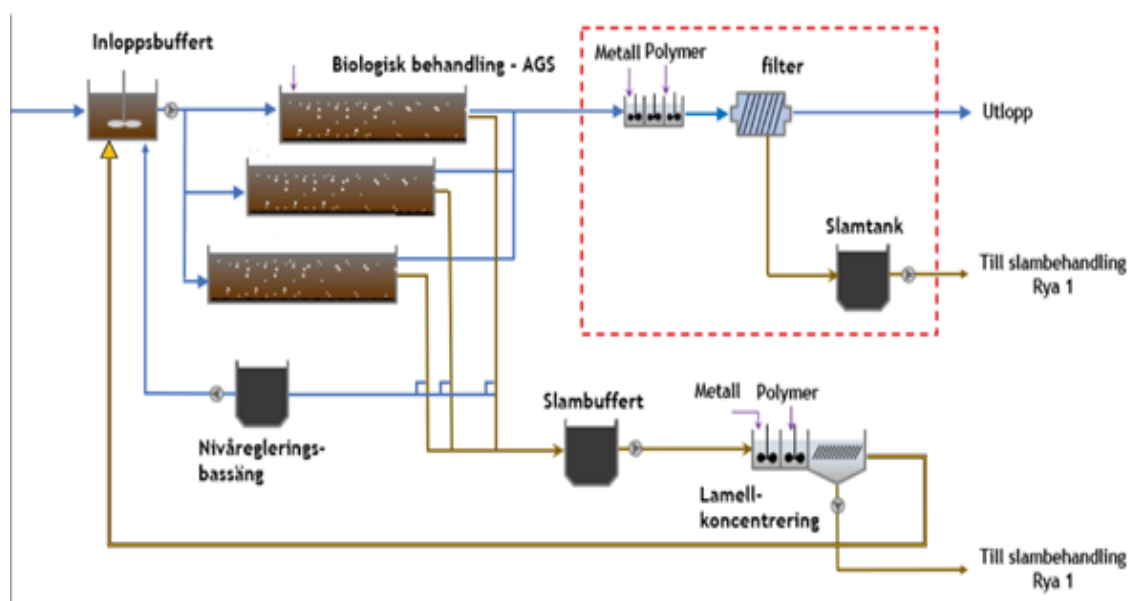 Inloppsbuffert
Biologisk behandling - AGS
Metall Polymer
filter
Utlopp
Slamtank
Till slambehandling
Rya 1
Nivåreglerings-
bassäng
Slambuffert
Metall Polymer
Lamell-
koncentrering
Till slambehandling
Rya 1